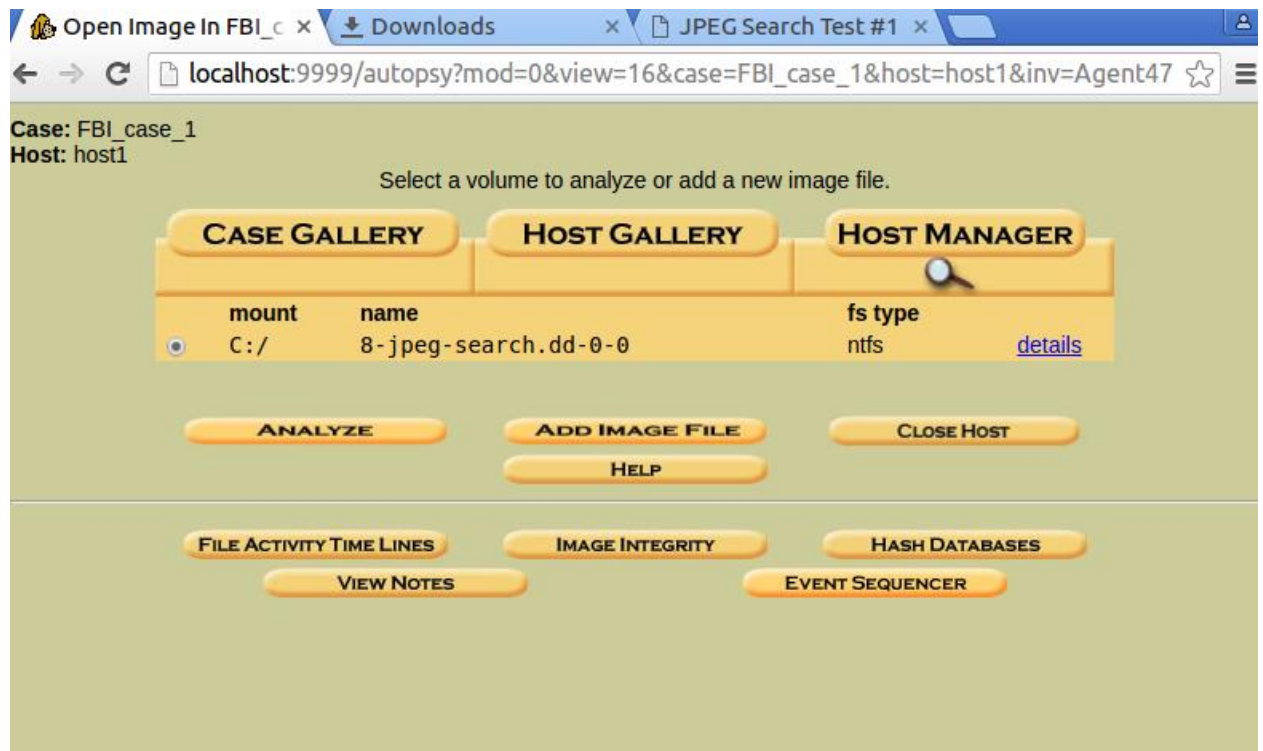 Open Image In FBI_c
Downloads
JPEG Search Test #1
localhost:9999/autopsy?mod=0&view=16&case=FBI_case_1&host=host1&inv=Agent47
Case: FBI_case_1
Host: host1
Select a volume to analyze or add a new image file.
CASE GALLERY HOST GALLERY HOST MANAGER
mount name fs type
C:/ 8-jpeg-search.dd-0-0 ntfs details
ANALYZE ADD IMAGE FILE CLOSE HOST
HELP
FILE ACTIVITY TIME LINES IMAGE INTEGRITY HASH DATABASES
VIEW NOTES EVENT SEQUENCER